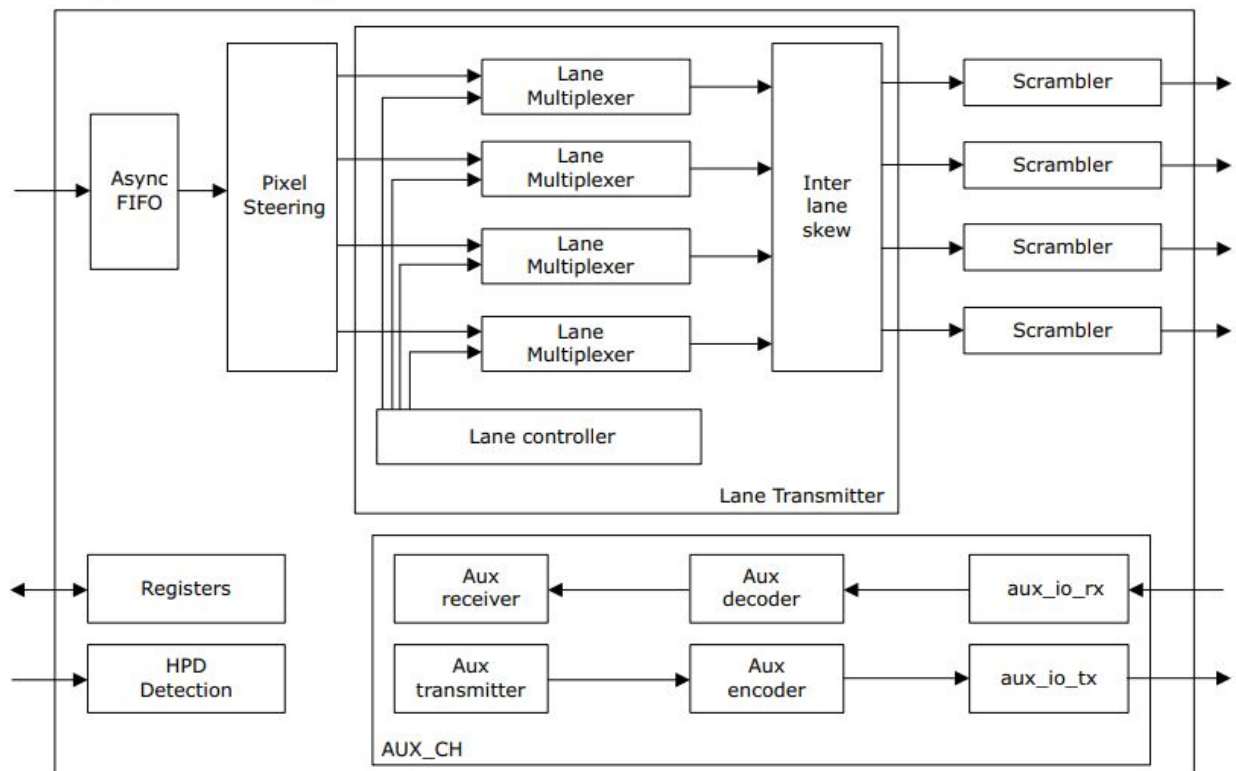 Async
FIFO
Pixel
Steering
Lane
Multiplexer
Lane
Multiplexer
Lane
Multiplexer
Lane
Multiplexer
Lane controller
Inter
lane
skew
Lane Transmitter
Scrambler
Scrambler
Scrambler
Scrambler
Registers
HPD
Detection
Aux
receiver
Aux
decoder
aux_io_rx
Aux
transmitter
Aux
encoder
aux_io_tx
AUX_CH